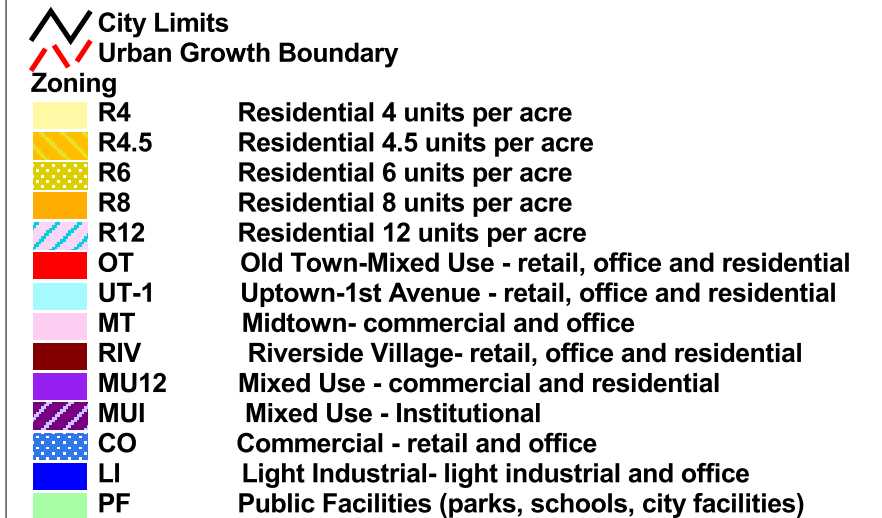 City Limits
Urban Growth Boundary
Zoning
R4 Residential 4 units per acre
R4.5 Residential 4.5 units per acre
R6 Residential 6 units per acre
R8 Residential 8 units per acre
R12 Residential 12 units per acre
OT Old Town-Mixed Use - retail, office and residential
UT-1 Uptown-1st Avenue - retail, office and residential
MT Midtown- commercial and office
RIV Riverside Village- retail, office and residential
MU12 Mixed Use - commercial and residential
MUI Mixed Use - Institutional
CO Commercial - retail and office
LI Light Industrial- light industrial and office
PF Public Facilities (parks, schools, city facilities)